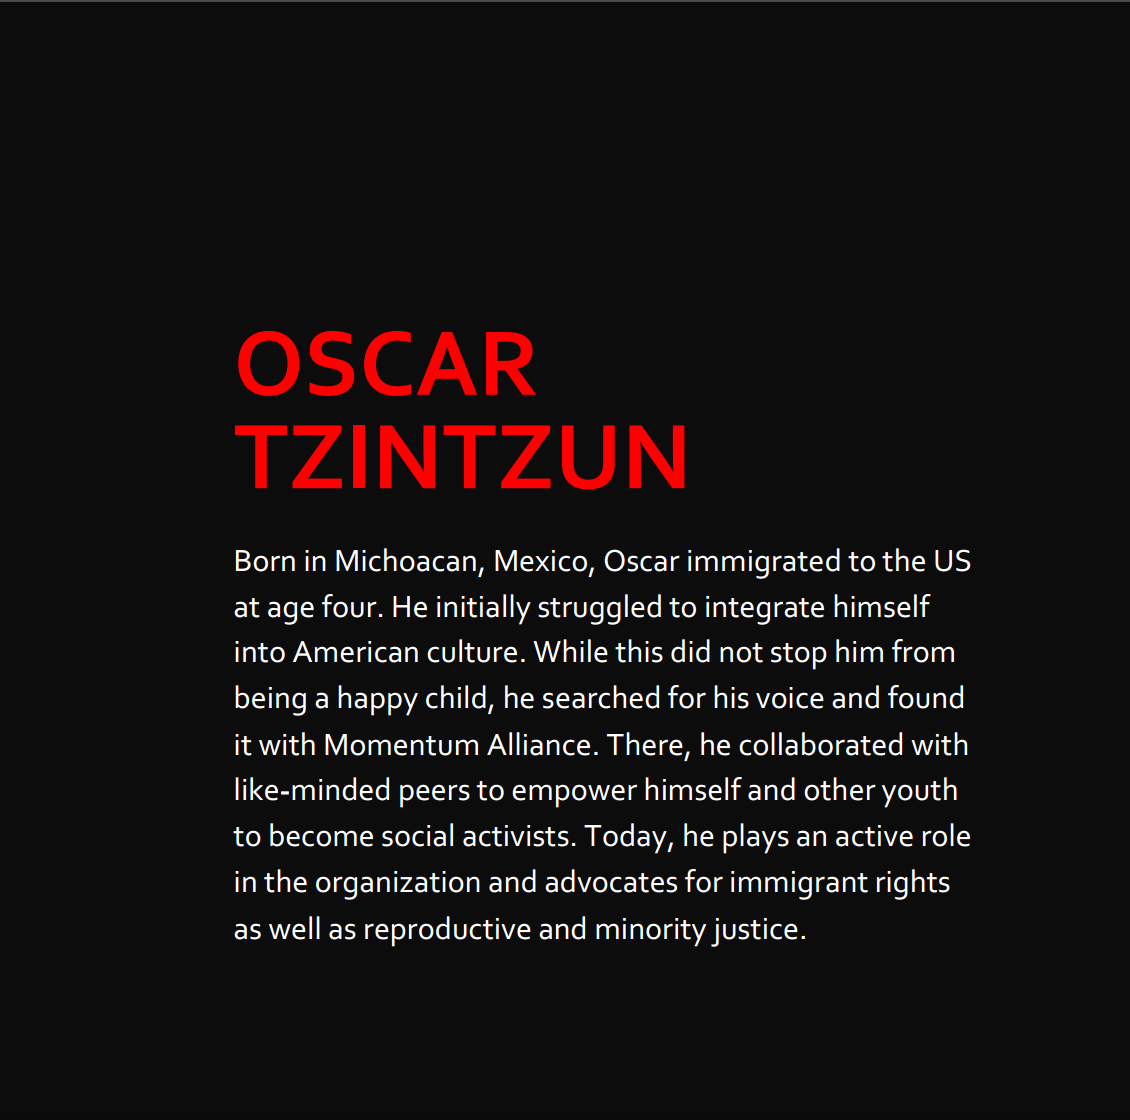 OSCAR
TZINTZUN
Born in Michoacan, Mexico, Oscar immigrated to the US
at age four. He initially struggled to integrate himself
into American culture. While this did not stop him from
being a happy child, he searched for his voice and found
it with Momentum Alliance. There, he collaborated with
like-minded peers to empower himself and other youth
to become social activists. Today, he plays an active role
in the organization and advocates for immigrant rights
as well as reproductive and minority justice.